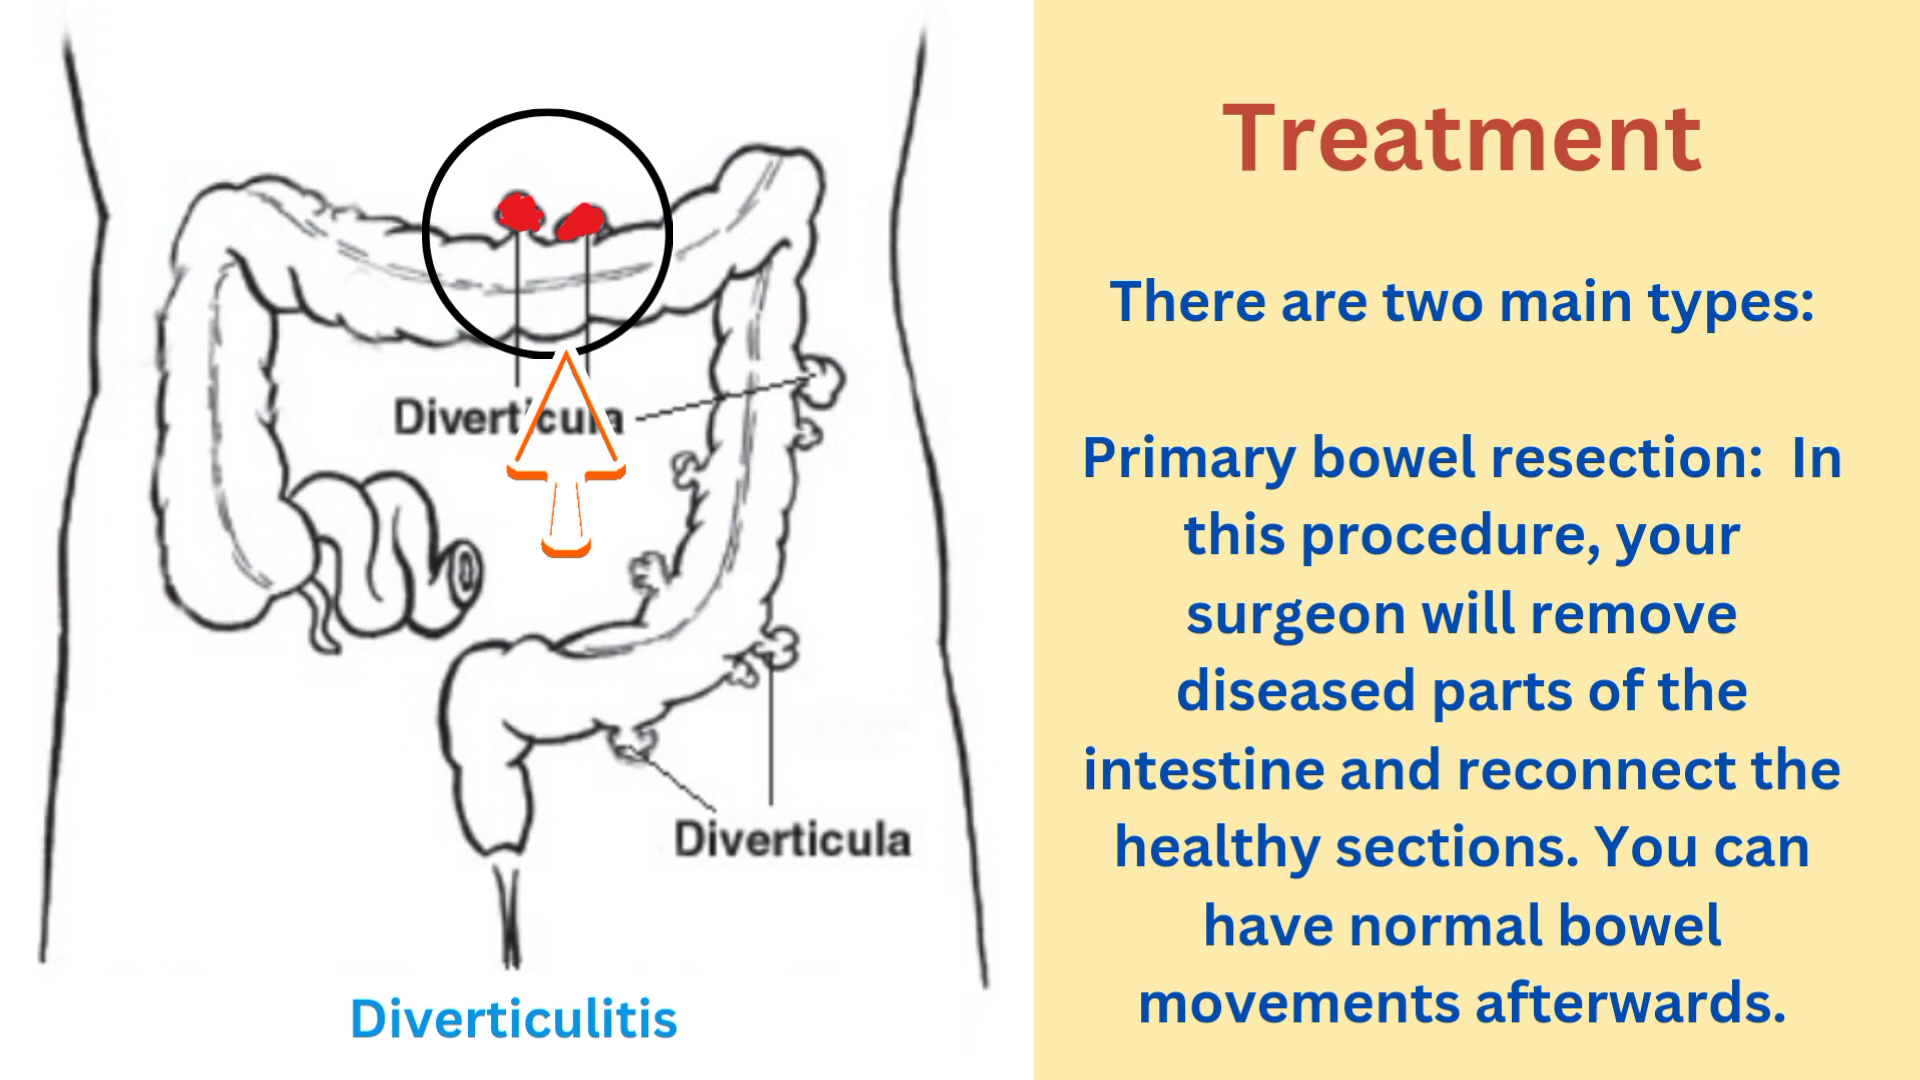 Diverticula
Diverticula
Diverticulitis
Treatment
There are two main types:
Primary bowel resection:  In
this procedure, your
surgeon will remove
diseased parts of the
intestine and reconnect the
healthy sections. You can
have normal bowel
movements afterwards.